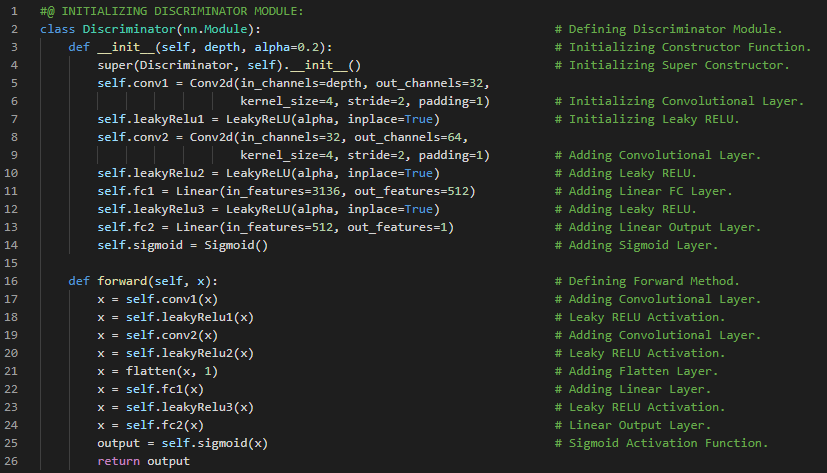 1 #@ INITIALIZING DISCRIMINATOR MODULE:
2 class Discriminator(nn.Module): # Defining Discriminator Module.
3     def __init__(self, depth, alpha=0.2): # Initializing Constructor Function.
4         super(Discriminator, self).__init__() # Initializing Super Constructor.
5         self.conv1 = Conv2d(in_channels=depth, out_channels=32,
6                             kernel_size=4, stride=2, padding=1) # Initializing Convolutional Layer.
7         self.leakyRelu1 = LeakyReLU(alpha, inplace=True) # Initializing Leaky RELU.
8         self.conv2 = Conv2d(in_channels=32, out_channels=64,
9                             kernel_size=4, stride=2, padding=1) # Adding Convolutional Layer.
10         self.leakyRelu2 = LeakyReLU(alpha, inplace=True) # Adding Leaky RELU.
11         self.fc1 = Linear(in_features=3136, out_features=512) # Adding Linear FC Layer.
12         self.leakyRelu3 = LeakyReLU(alpha, inplace=True) # Adding Leaky RELU.
13         self.fc2 = Linear(in_features=512, out_features=1) # Adding Linear Output Layer.
14         self.sigmoid = Sigmoid() # Adding Sigmoid Layer.
15
16     def forward(self, x): # Defining Forward Method.
17         x = self.conv1(x) # Adding Convolutional Layer.
18         x = self.leakyRelu1(x) # Leaky RELU Activation.
19         x = self.conv2(x) # Adding Convolutional Layer.
20         x = self.leakyRelu2(x) # Leaky RELU Activation.
21         x = flatten(x, 1) # Adding Flatten Layer.
22         x = self.fc1(x) # Adding Linear Layer.
23         x = self.leakyRelu3(x) # Leaky RELU Activation.
24         x = self.fc2(x) # Linear Output Layer.
25         output = self.sigmoid(x) # Sigmoid Activation Function.
26         return output